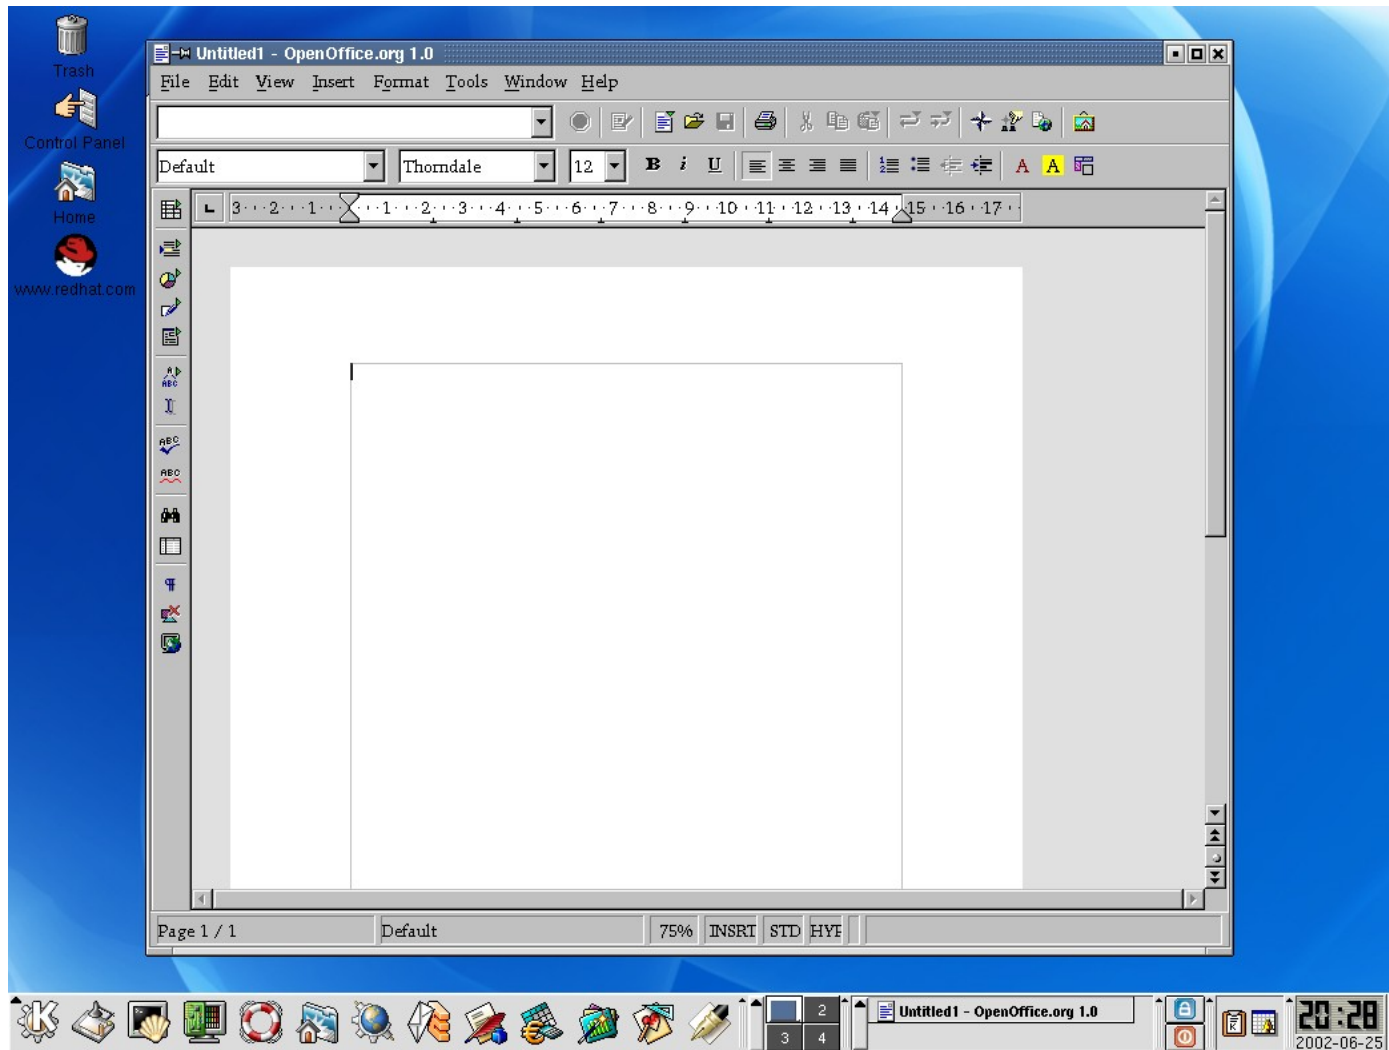 Trash
Control Panel
Home
www.redhat.com
Untitled1 - OpenOffice.org 1.0
File Edit View Insert Format Tools Window Help
Default Thorndale 12 B i U A A
3 2 1 1 2 3 4 5 6 7 8 9 10 11 12 13 14 15 16 17
ABC
ABC
ABC
Page 1 / 1 Default 75% INSRT STD HYP
2
3 4
Untitled1 - OpenOffice.org 1.0
20:28
2002-06-25